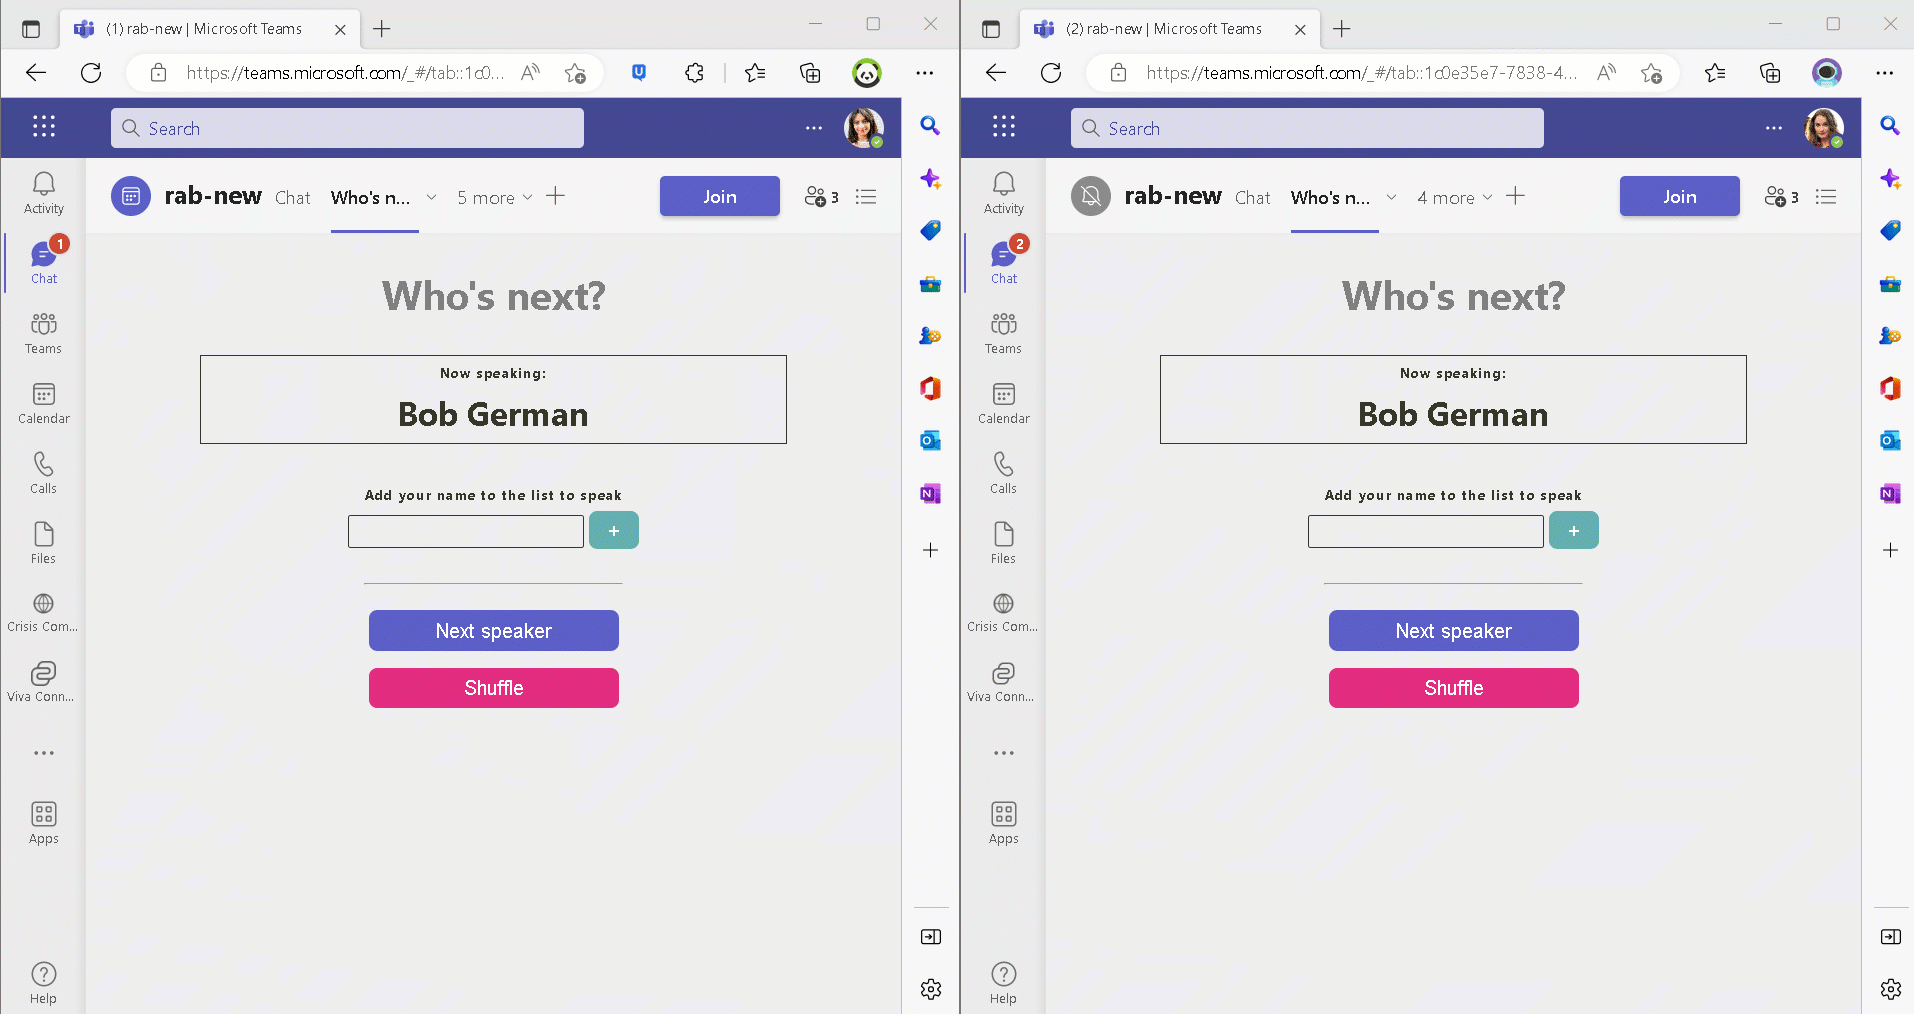 (1) rab-new | Microsoft Teams
https://teams.microsoft.com/_#/tab::1c0...
Search
rab-new Chat Who's n... 5 more Join 3
Activity
1
Chat
Teams
Calendar
Calls
Files
Crisis Com...
Viva Conn...
Apps
Help
Who's next?
Now speaking:
Bob German
Add your name to the list to speak
+
Next speaker
Shuffle
(2) rab-new | Microsoft Teams
https://teams.microsoft.com/_#/tab::1c0e35e7-7838-4...
Search
rab-new Chat Who's n... 4 more Join 3
Activity
2
Chat
Teams
Calendar
Calls
Files
Crisis Com...
Viva Conn...
Apps
Help
Who's next?
Now speaking:
Bob German
Add your name to the list to speak
+
Next speaker
Shuffle